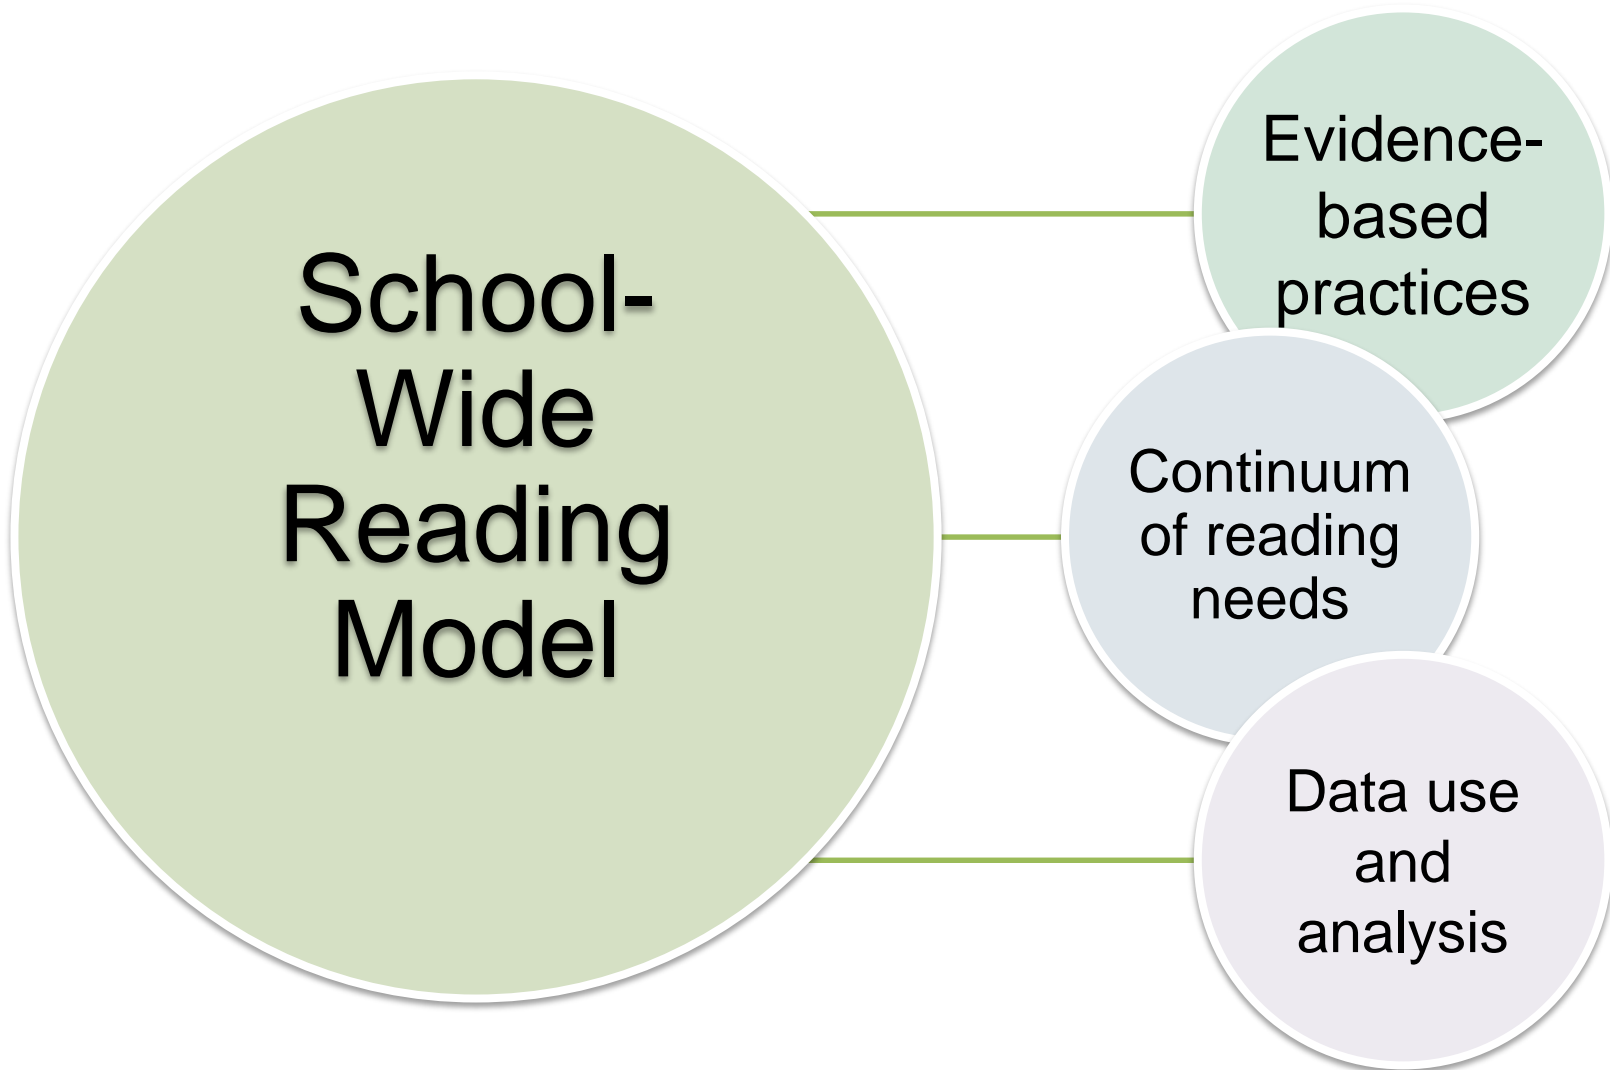 School-
Wide
Reading
Model
Evidence-
based
practices
Continuum
of reading
needs
Data use
and
analysis